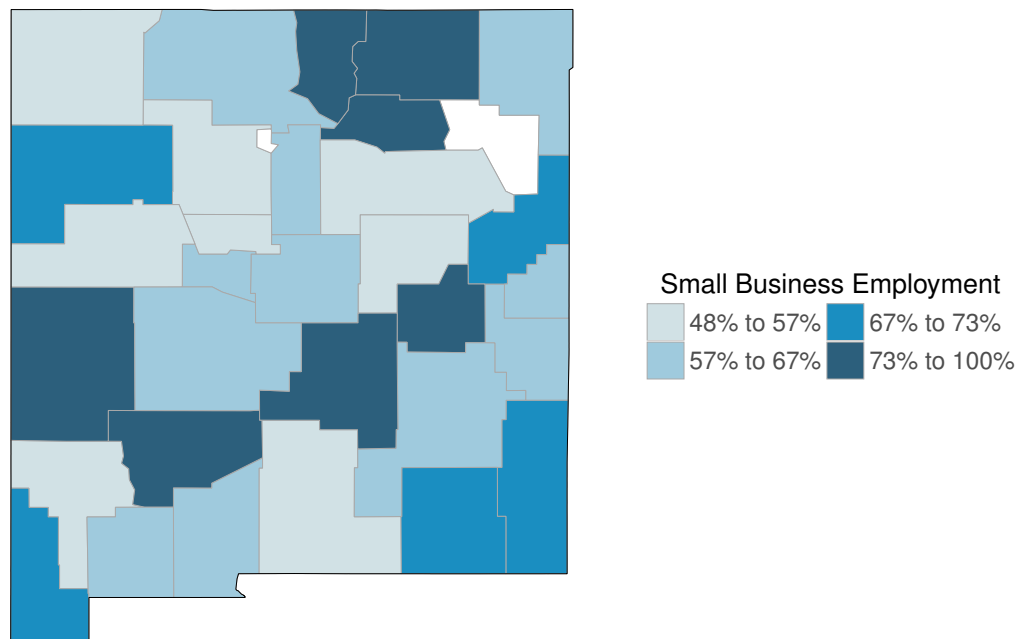 Small Business Employment
48% to 57% 67% to 73%
57% to 67% 73% to 100%